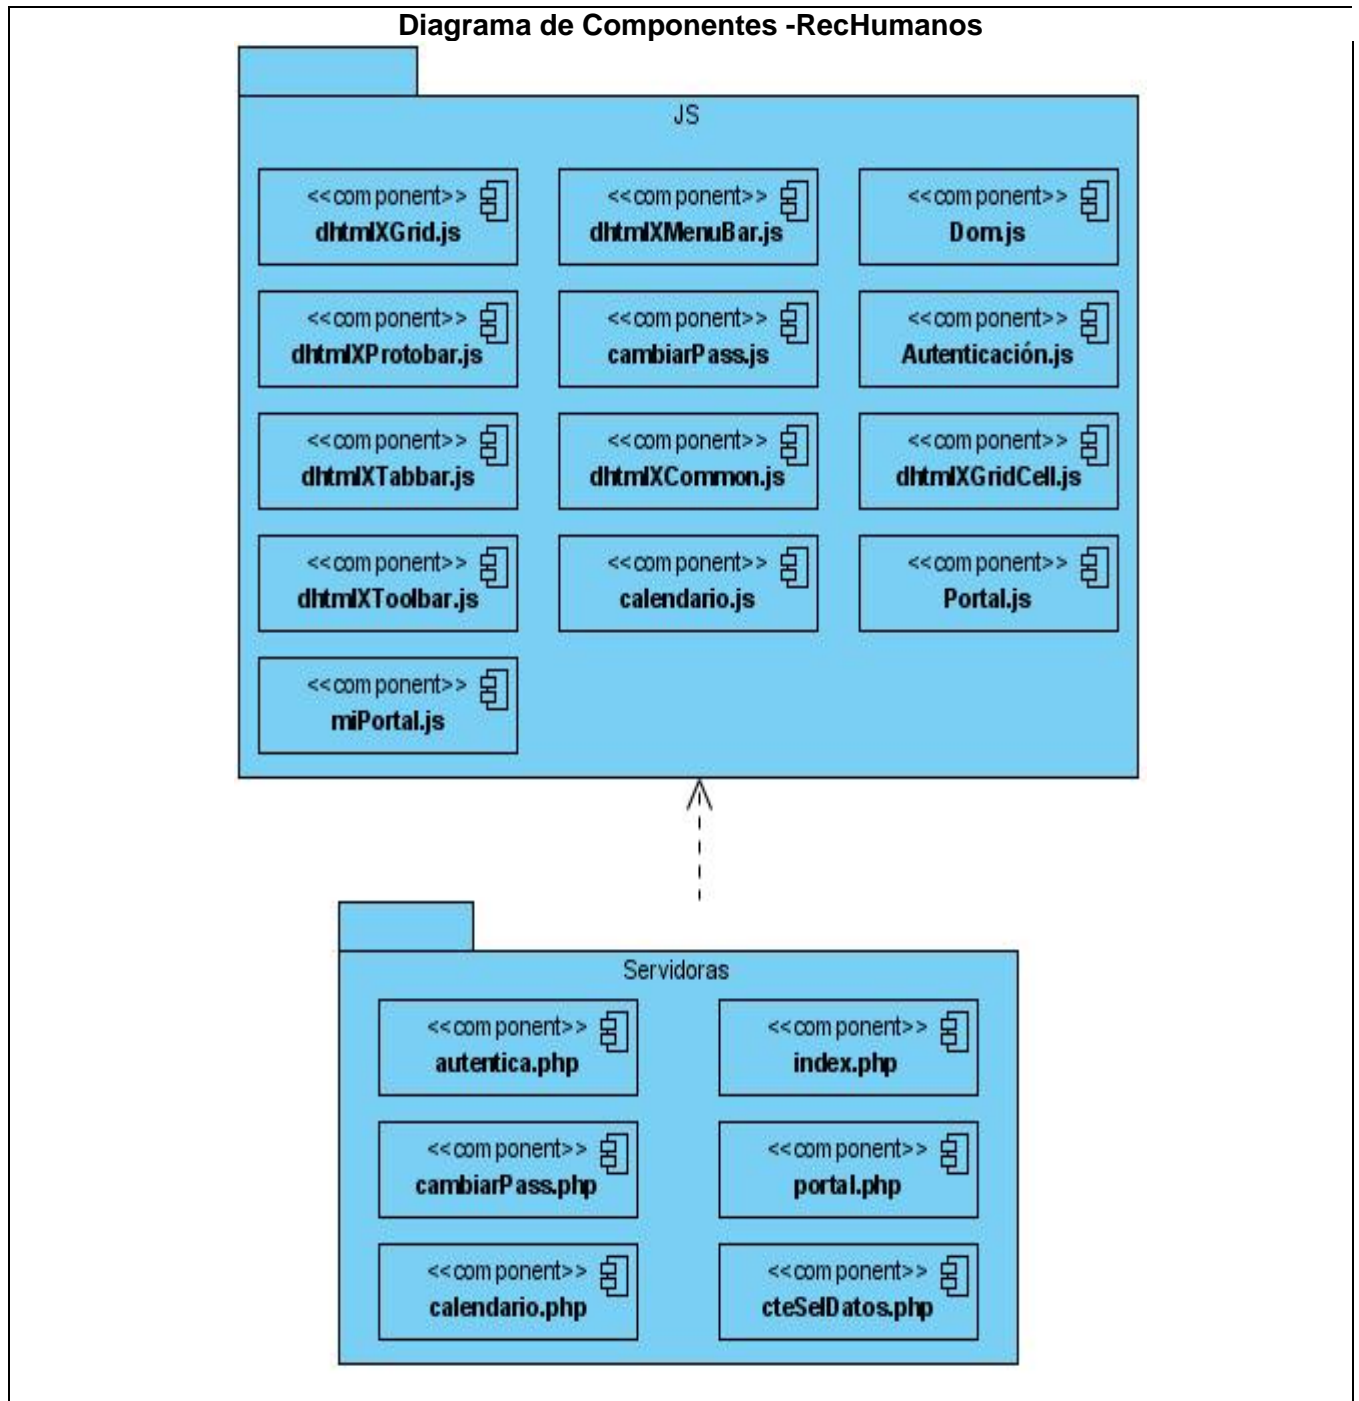 Diagrama de Componentes -RecHumanos
JS
<<component>>
dhtmlXGrid.js
<<component>>
dhtmlXMenuBar.js
<<component>>
Dom.js
<<component>>
dhtmlXProtobar.js
<<component>>
cambiarPass.js
<<component>>
Autenticación.js
<<component>>
dhtmlXTabbar.js
<<component>>
dhtmlXCommon.js
<<component>>
dhtmlXGridCell.js
<<component>>
dhtmlXToolbar.js
<<component>>
calendario.js
<<component>>
Portal.js
<<component>>
miPortal.js
Servidoras
<<component>>
autentica.php
<<component>>
index.php
<<component>>
cambiarPass.php
<<component>>
portal.php
<<component>>
calendario.php
<<component>>
cteSelDatos.php